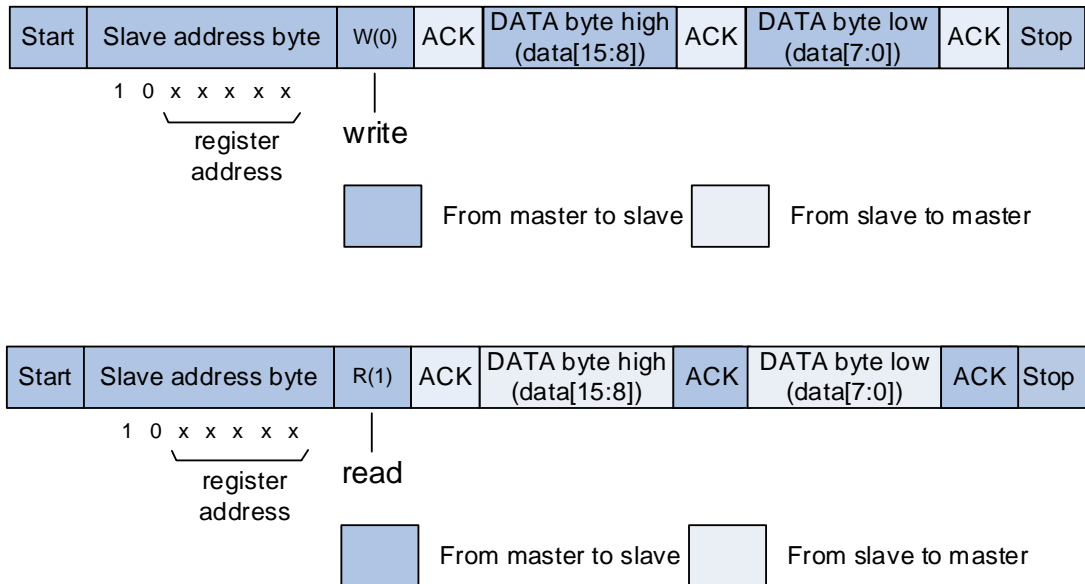 Start Slave address byte W(0) ACK DATA byte high (data[15:8]) ACK DATA byte low (data[7:0]) ACK Stop
1 0 x x x x x
register address
write
From master to slave
From slave to master
Start Slave address byte R(1) ACK DATA byte high (data[15:8]) ACK DATA byte low (data[7:0]) ACK Stop
1 0 x x x x x
register address
read
From master to slave
From slave to master